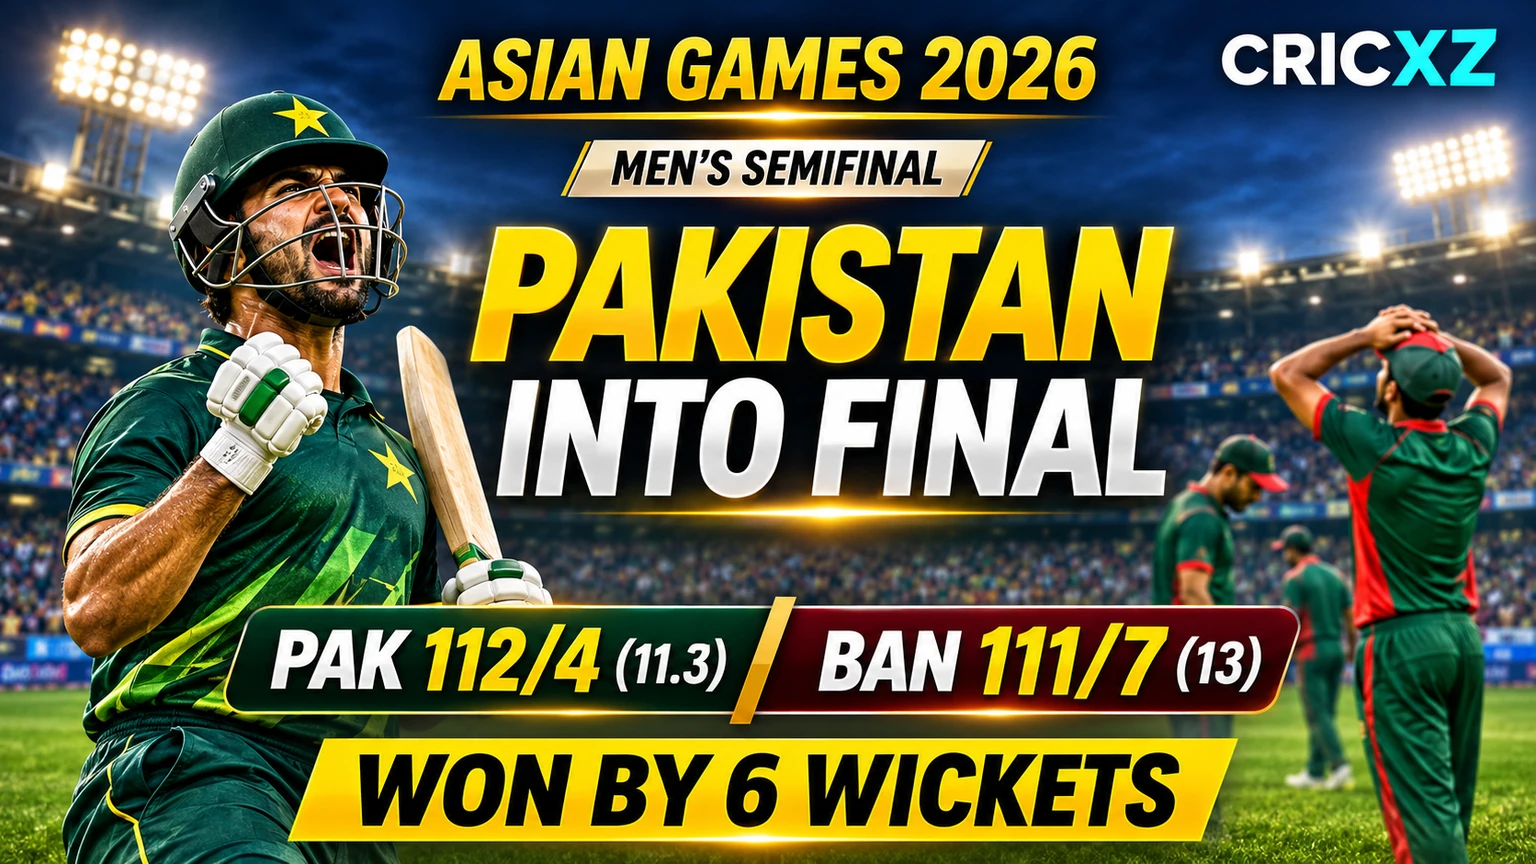 ASIAN GAMES 2026
CRICXZ
MEN'S SEMIFINAL
PAKISTAN
INTO FINAL
PAK 112/4 (11.3)
BAN 111/7 (13)
WON BY 6 WICKETS